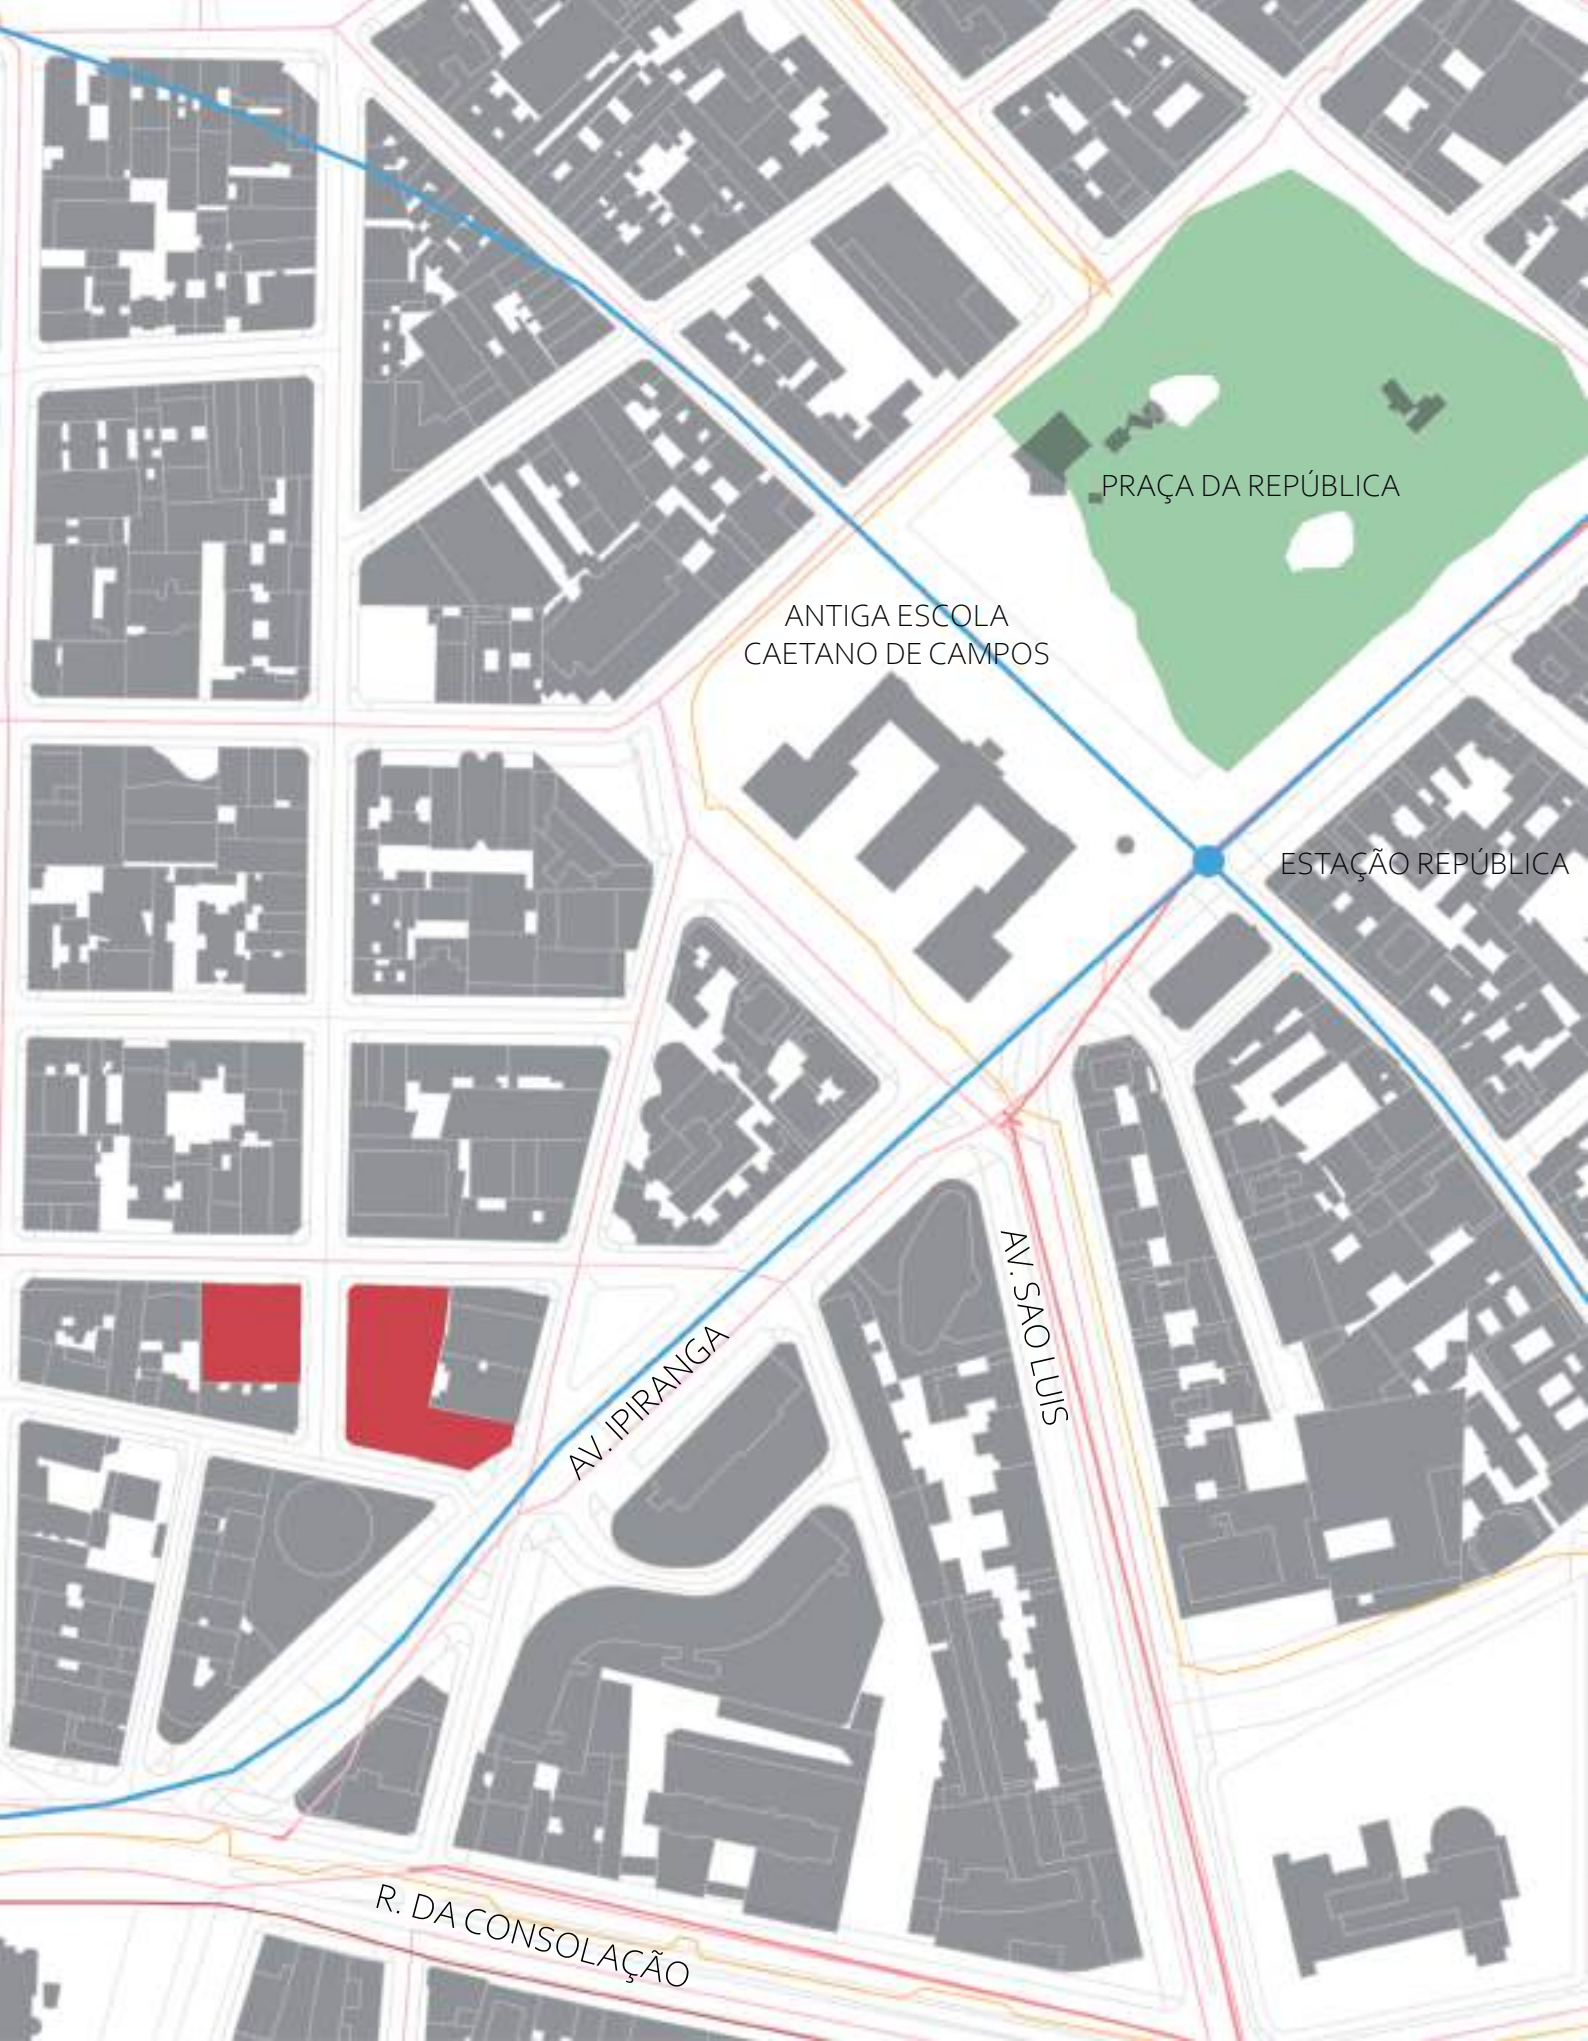 PRAÇA DA REPÚBLICA
ANTIGA ESCOLA
CAETANO DE CAMPOS
ESTAÇÃO REPÚBLICA
AV. SAO LUIS
AV. IPIRANGA
R. DA CONSOLAÇÃO